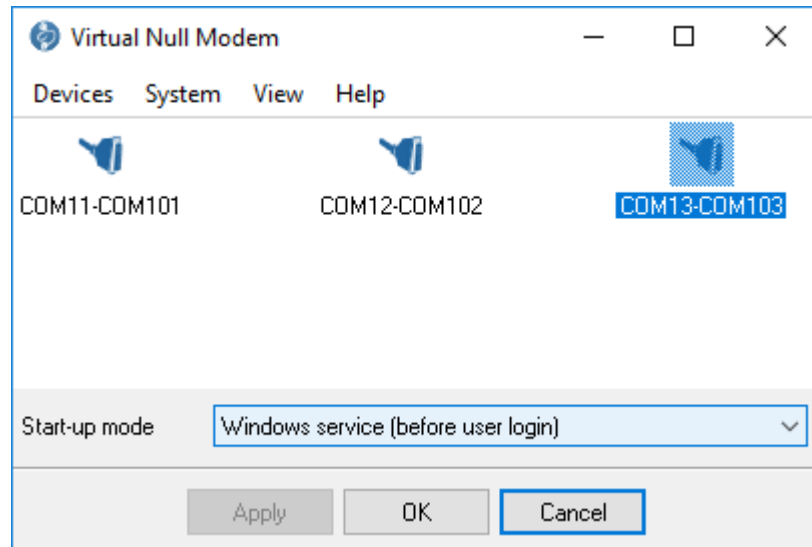 Virtual Null Modem
Devices System View Help
COM11-COM101 COM12-COM102 COM13-COM103
Start-up mode Windows service (before user login)
Apply OK Cancel